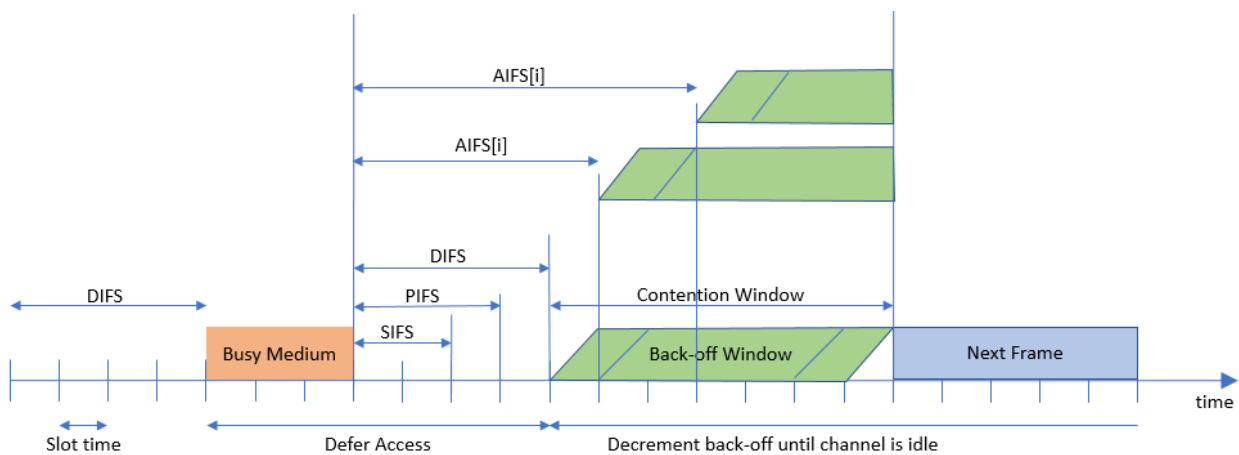 AIFS[i]
AIFS[i]
DIFS
DIFS
PIFS
Contention Window
SIFS
Busy Medium
Back-off Window
Next Frame
time
Slot time
Defer Access
Decrement back-off until channel is idle